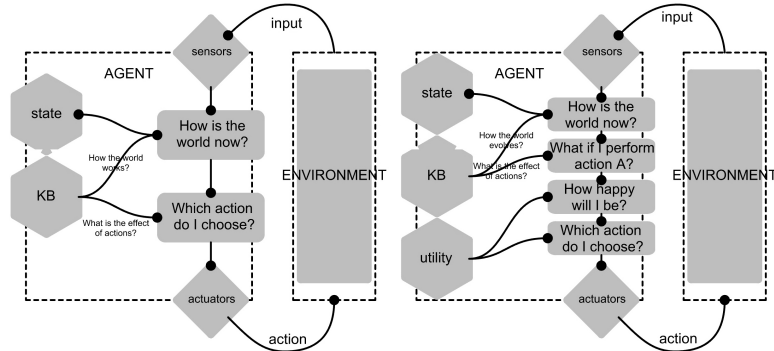 input
sensors
AGENT
state
How is the
world now?
How the world
works?
KB
ENVIRONMENT
Which action
do I choose?
What is the effect
of actions?
actuators
action
input
sensors
AGENT
state
How is the
world now?
How the world
evolves?
What if I perform
action A?
What is the effect
of actions?
KB
ENVIRONMENT
How happy
will I be?
Which action
do I choose?
utility
actuators
action